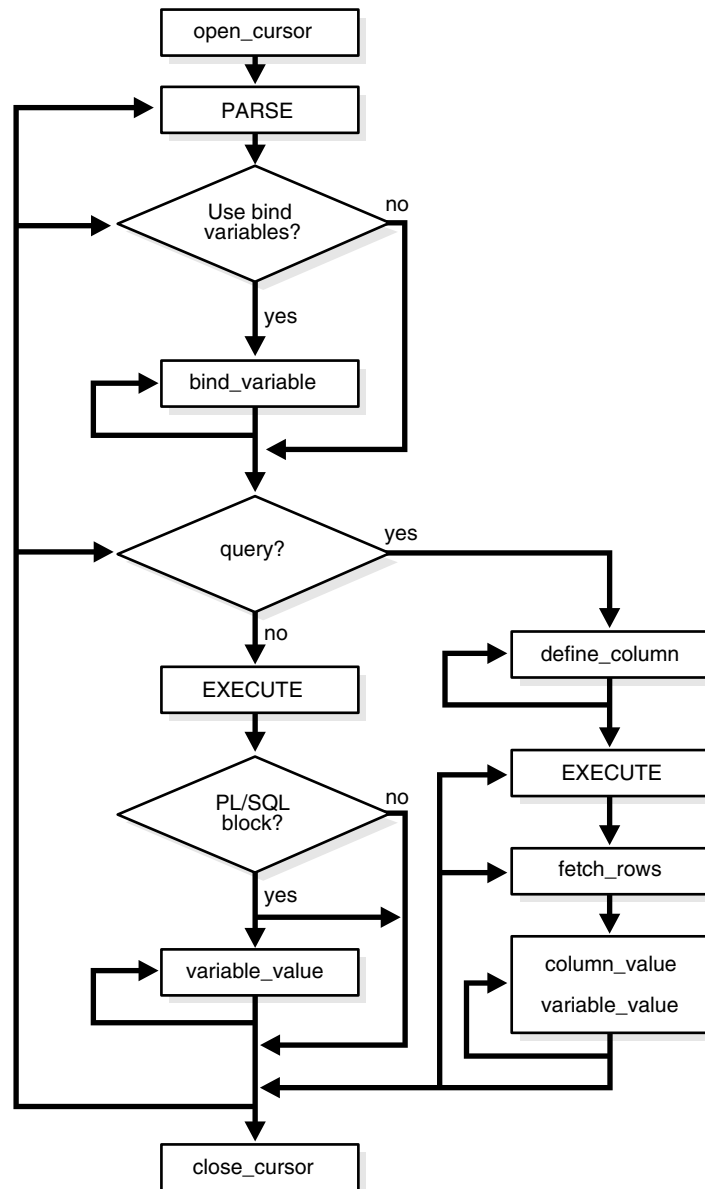 open_cursor
PARSE
Use bind
variables?
no
yes
bind_variable
query?
yes
no
define_column
EXECUTE
EXECUTE
PL/SQL
block?
no
fetch_rows
yes
variable_value
column_value
variable_value
close_cursor